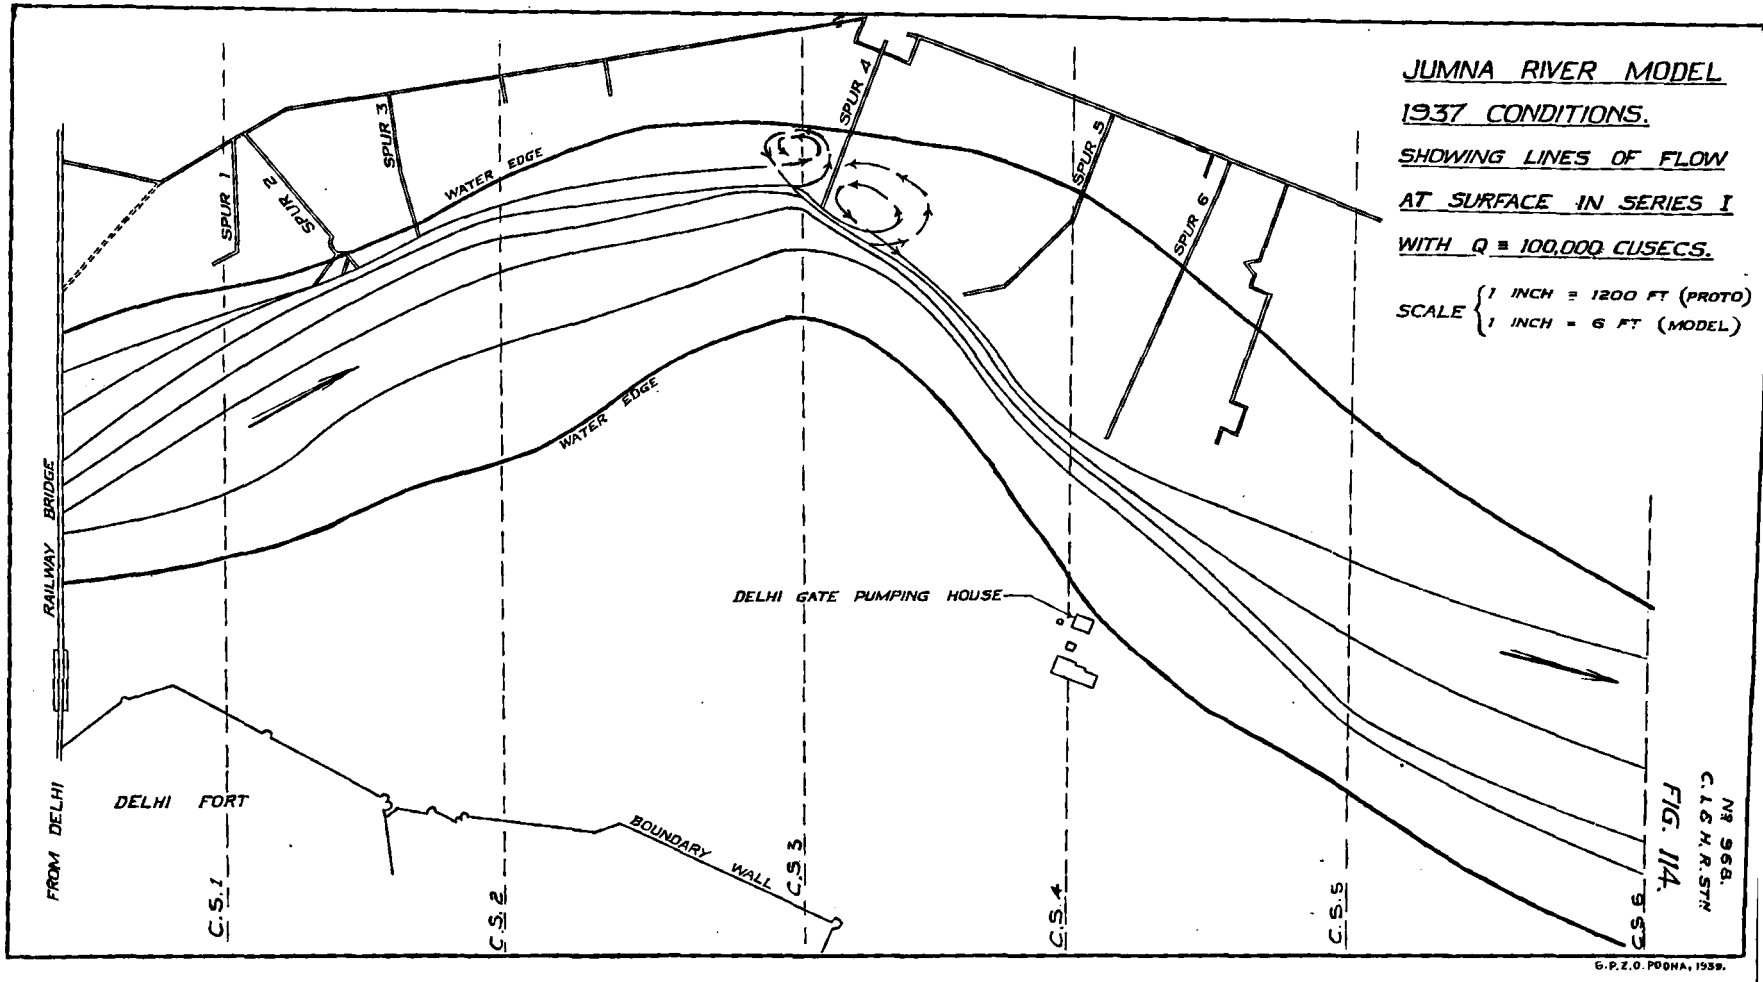 JUMNA RIVER MODEL
1937 CONDITIONS.
SHOWING LINES OF FLOW
AT SURFACE IN SERIES I
WITH Q = 100,000 CUSECS.
SCALE { 1 INCH = 1200 FT (PROTO)
1 INCH = 6 FT (MODEL)
SPUR 1
SPUR 2
SPUR 3
SPUR 4
SPUR 5
SPUR 6
WATER EDGE
WATER EDGE
RAILWAY BRIDGE
FROM DELHI
DELHI FORT
BOUNDARY WALL
DELHI GATE PUMPING HOUSE
C.S.1
C.S.2
C.S.3
C.S.4
C.S.5
C.S.6
FIG. 114.
C.I.& H.R.STN
Nº 968.
G.P.Z.O. POONA, 1939.